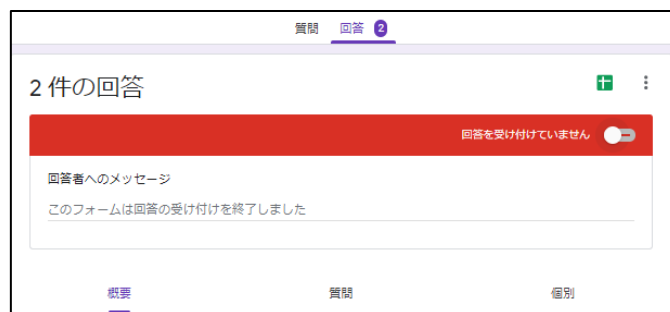 質問 回答 2
2 件の回答
回答を受け付けていません
回答者へのメッセージ
このフォームは回答の受け付けを終了しました
概要 質問 個別